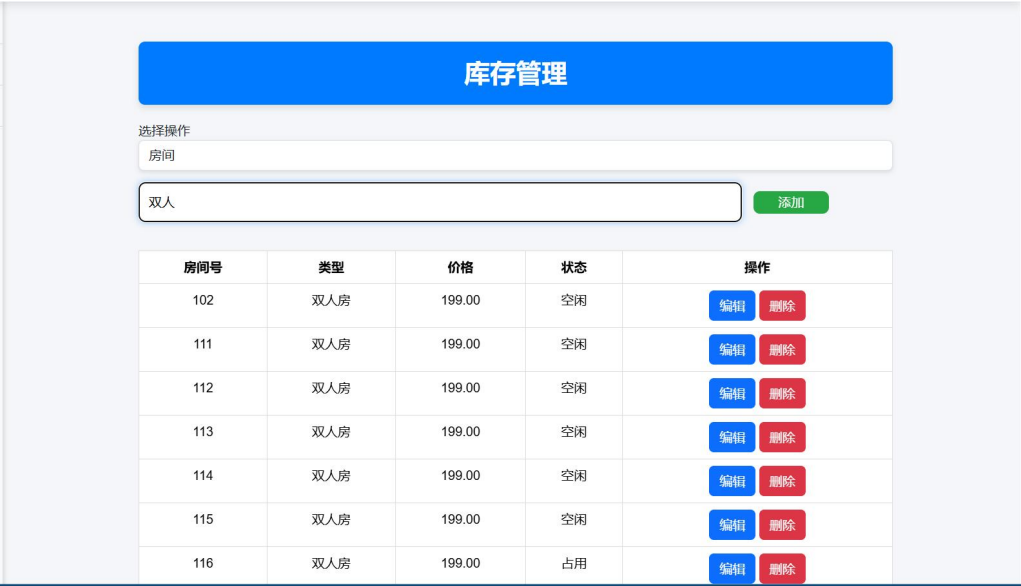 库存管理
选择操作
房间
双人 添加
房间号 类型 价格 状态 操作
102 双人房 199.00 空闲 编辑 删除
111 双人房 199.00 空闲 编辑 删除
112 双人房 199.00 空闲 编辑 删除
113 双人房 199.00 空闲 编辑 删除
114 双人房 199.00 空闲 编辑 删除
115 双人房 199.00 空闲 编辑 删除
116 双人房 199.00 占用 编辑 删除